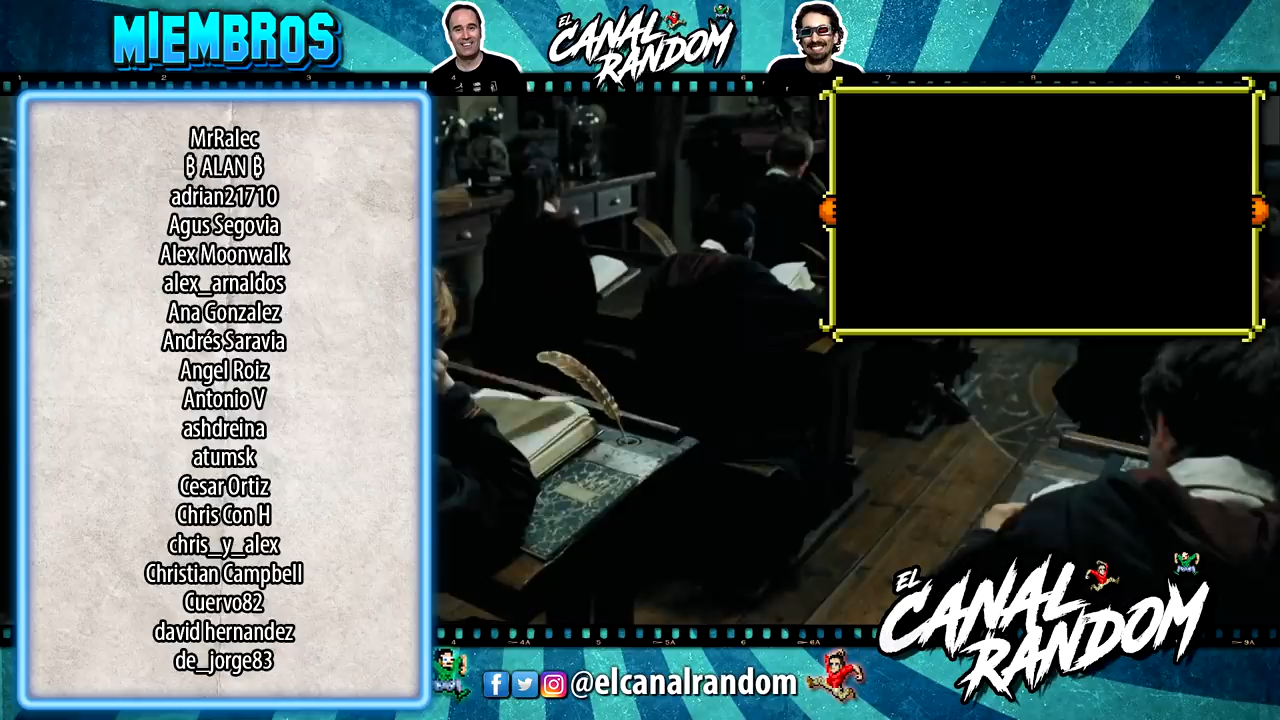 MIEMBROS
EL CANAL RANDOM
MrRalec
₿ ALAN ₿
adrian21710
Agus Segovia
Alex Moonwalk
alex_arnaldos
Ana Gonzalez
Andrés Saravia
Angel Roiz
Antonio V
ashdreina
atumsk
Cesar Ortiz
Chris Con H
chris_y_alex
Christian Campbell
Cuervo82
david hernandez
de_jorge83
EL
CANAL
RANDOM
@elcanalrandom